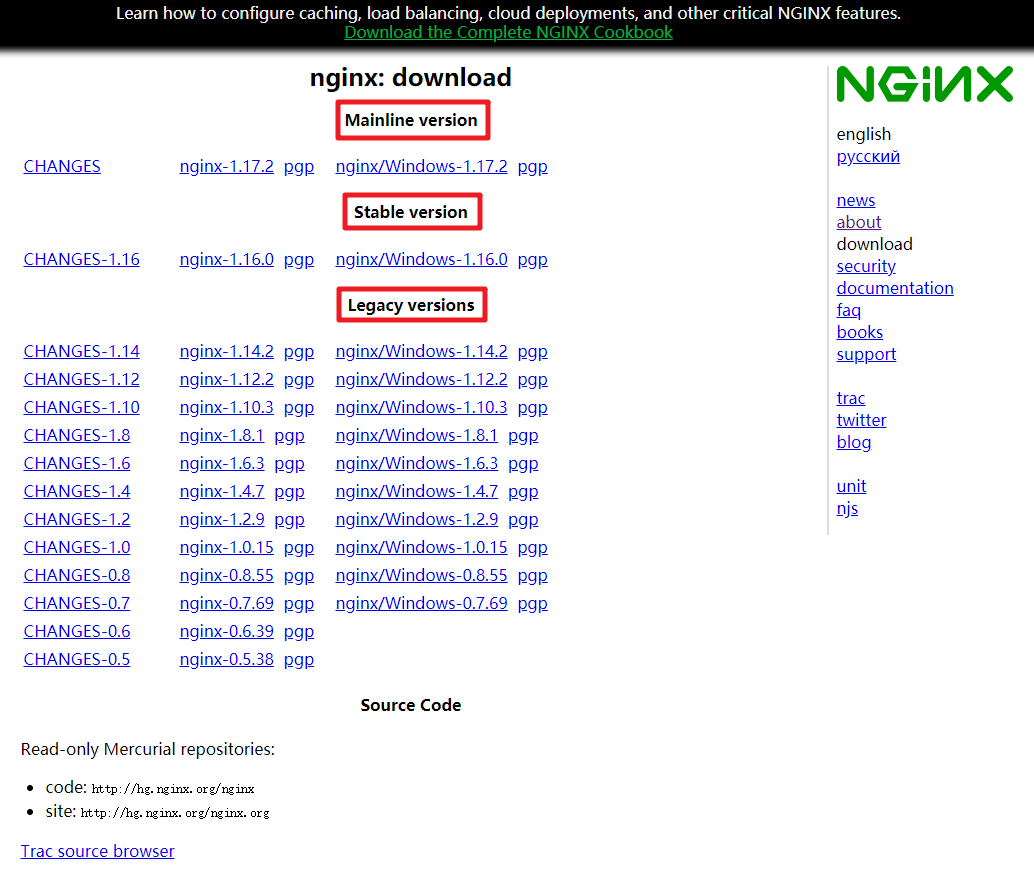 Learn how to configure caching, load balancing, cloud deployments, and other critical NGINX features.
Download the Complete NGINX Cookbook
nginx: download
Mainline version
CHANGES nginx-1.17.2 pgp nginx/Windows-1.17.2 pgp
Stable version
CHANGES-1.16 nginx-1.16.0 pgp nginx/Windows-1.16.0 pgp
Legacy versions
CHANGES-1.14 nginx-1.14.2 pgp nginx/Windows-1.14.2 pgp
CHANGES-1.12 nginx-1.12.2 pgp nginx/Windows-1.12.2 pgp
CHANGES-1.10 nginx-1.10.3 pgp nginx/Windows-1.10.3 pgp
CHANGES-1.8 nginx-1.8.1 pgp nginx/Windows-1.8.1 pgp
CHANGES-1.6 nginx-1.6.3 pgp nginx/Windows-1.6.3 pgp
CHANGES-1.4 nginx-1.4.7 pgp nginx/Windows-1.4.7 pgp
CHANGES-1.2 nginx-1.2.9 pgp nginx/Windows-1.2.9 pgp
CHANGES-1.0 nginx-1.0.15 pgp nginx/Windows-1.0.15 pgp
CHANGES-0.8 nginx-0.8.55 pgp nginx/Windows-0.8.55 pgp
CHANGES-0.7 nginx-0.7.69 pgp nginx/Windows-0.7.69 pgp
CHANGES-0.6 nginx-0.6.39 pgp
CHANGES-0.5 nginx-0.5.38 pgp
Source Code
Read-only Mercurial repositories:
• code: http://hg.nginx.org/nginx
• site: http://hg.nginx.org/nginx.org
Trac source browser
NGINX
english
русский
news
about
download
security
documentation
faq
books
support
trac
twitter
blog
unit
njs